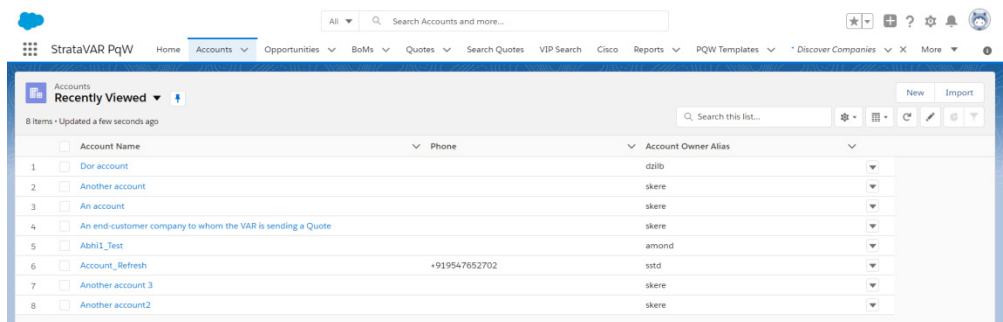 All Search Accounts and more...
StrataVAR PqW Home Accounts Opportunities BoMs Quotes Search Quotes VIP Search Cisco Reports PQW Templates * Discover Companies More
Accounts
Recently Viewed
New Import
8 items • Updated a few seconds ago
Search this list...
Account Name Phone Account Owner Alias
1 Dor account dzilb
2 Another account skere
3 An account skere
4 An end-customer company to whom the VAR is sending a Quote skere
5 Abhi1_Test amond
6 Account_Refresh +919547652702 sstd
7 Another account 3 skere
8 Another account2 skere